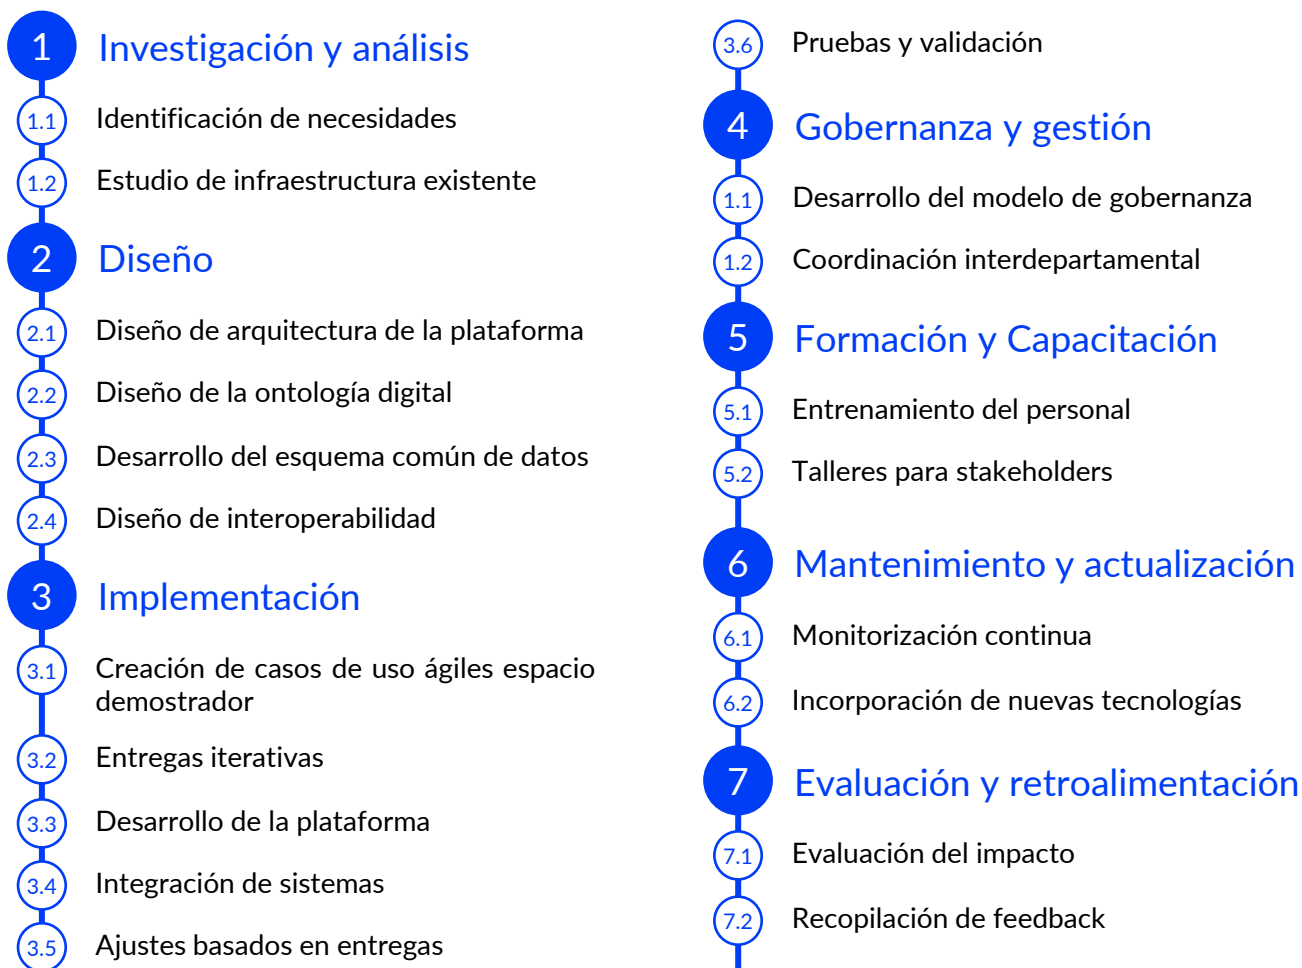 1 Investigación y análisis
1.1 Identificación de necesidades
1.2 Estudio de infraestructura existente
2 Diseño
2.1 Diseño de arquitectura de la plataforma
2.2 Diseño de la ontología digital
2.3 Desarrollo del esquema común de datos
2.4 Diseño de interoperabilidad
3 Implementación
3.1 Creación de casos de uso ágiles espacio
demostrador
3.2 Entregas iterativas
3.3 Desarrollo de la plataforma
3.4 Integración de sistemas
3.5 Ajustes basados en entregas
3.6 Pruebas y validación
4 Gobernanza y gestión
1.1 Desarrollo del modelo de gobernanza
1.2 Coordinación interdepartamental
5 Formación y Capacitación
5.1 Entrenamiento del personal
5.2 Talleres para stakeholders
6 Mantenimiento y actualización
6.1 Monitorización continua
6.2 Incorporación de nuevas tecnologías
7 Evaluación y retroalimentación
7.1 Evaluación del impacto
7.2 Recopilación de feedback